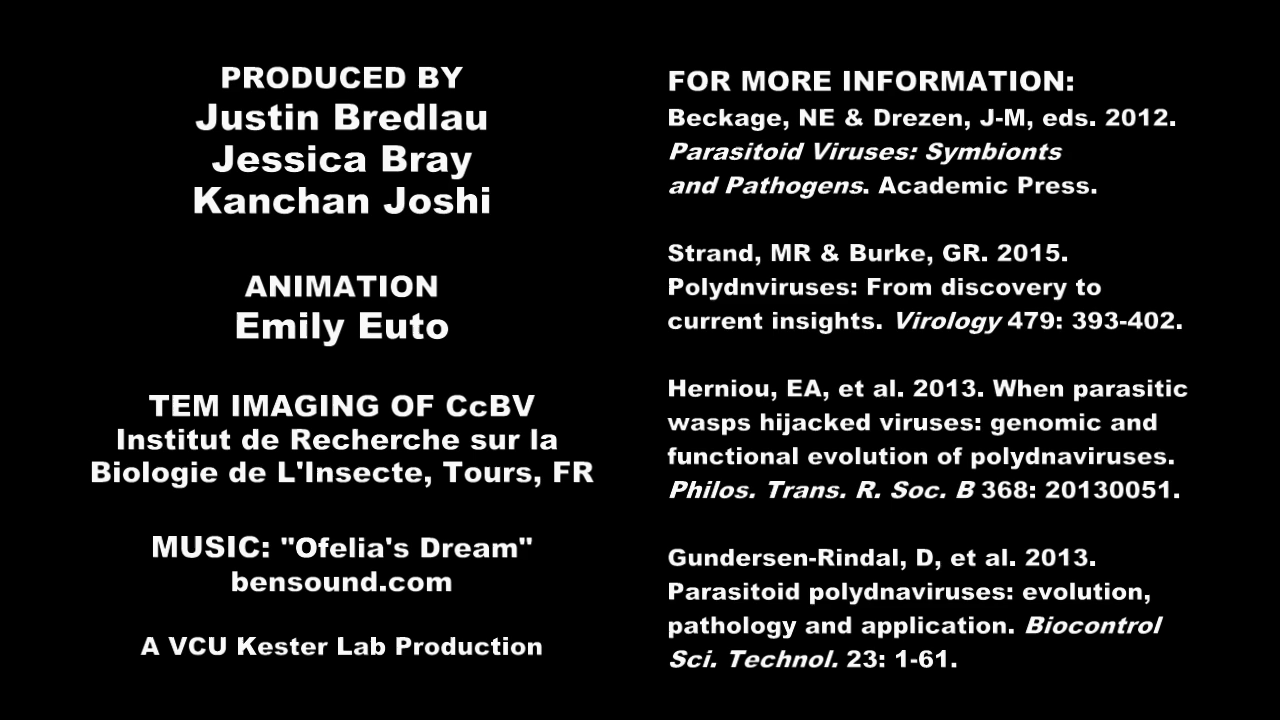 PRODUCED BY
Justin Bredlau
Jessica Bray
Kanchan Joshi
ANIMATION
Emily Euto
TEM IMAGING OF CcBV
Institut de Recherche sur la
Biologie de L'Insecte, Tours, FR
MUSIC: "Ofelia's Dream"
bensound.com
A VCU Kester Lab Production
FOR MORE INFORMATION:
Beckage, NE & Drezen, J-M, eds. 2012.
Parasitoid Viruses: Symbionts
and Pathogens. Academic Press.
Strand, MR & Burke, GR. 2015.
Polydnviruses: From discovery to
current insights. Virology 479: 393-402.
Herniou, EA, et al. 2013. When parasitic
wasps hijacked viruses: genomic and
functional evolution of polydnaviruses.
Philos. Trans. R. Soc. B 368: 20130051.
Gundersen-Rindal, D, et al. 2013.
Parasitoid polydnaviruses: evolution,
pathology and application. Biocontrol
Sci. Technol. 23: 1-61.